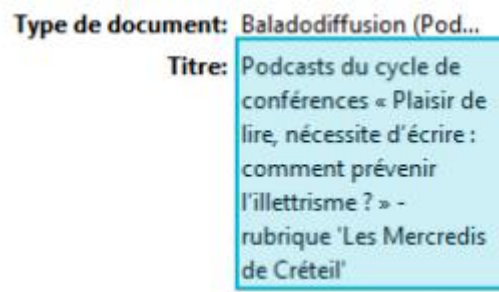 Type de document: Baladodiffusion (Pod...
Titre: Podcasts du cycle de
conférences « Plaisir de
lire, nécessite d'écrire :
comment prévenir
l'illettrisme ? » -
rubrique 'Les Mercredis
de Créteil'